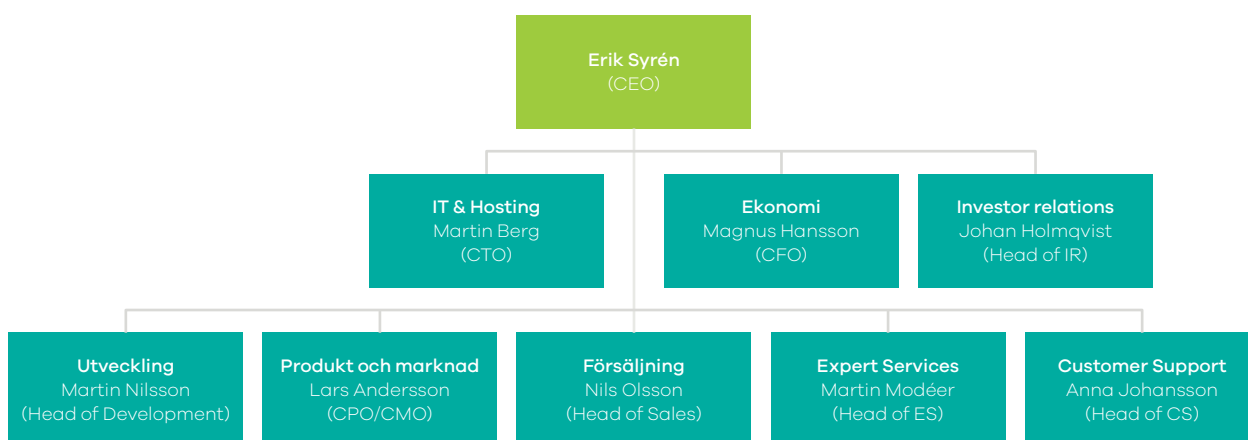 Erik Syrén
(CEO)
IT & Hosting
Martin Berg
(CTO)
Ekonomi
Magnus Hansson
(CFO)
Investor relations
Johan Holmqvist
(Head of IR)
Utveckling
Martin Nilsson
(Head of Development)
Produkt och marknad
Lars Andersson
(CPO/CMO)
Försäljning
Nils Olsson
(Head of Sales)
Expert Services
Martin Modéer
(Head of ES)
Customer Support
Anna Johansson
(Head of CS)